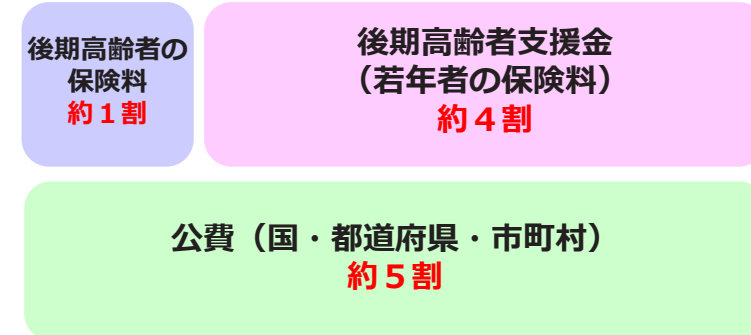 後期高齢者の
保険料
約１割
後期高齢者支援金
（若年者の保険料）
約４割
公費（国・都道府県・市町村）
約５割